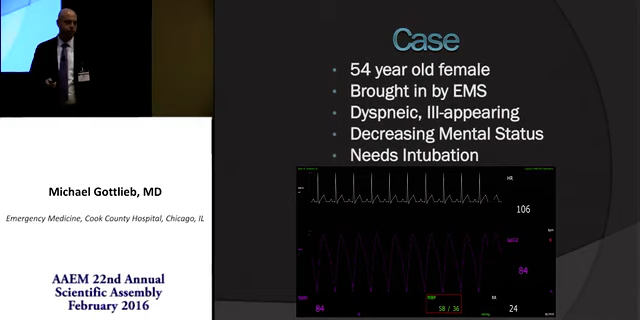 Case
54 year old female
Brought in by EMS
Dyspneic, Ill-appearing
Decreasing Mental Status
Needs Intubation
HR
106
84
84
58 / 36
RR
24
Michael Gottlieb, MD
Emergency Medicine, Cook County Hospital, Chicago, IL
AAEM 22nd Annual
Scientific Assembly
February 2016